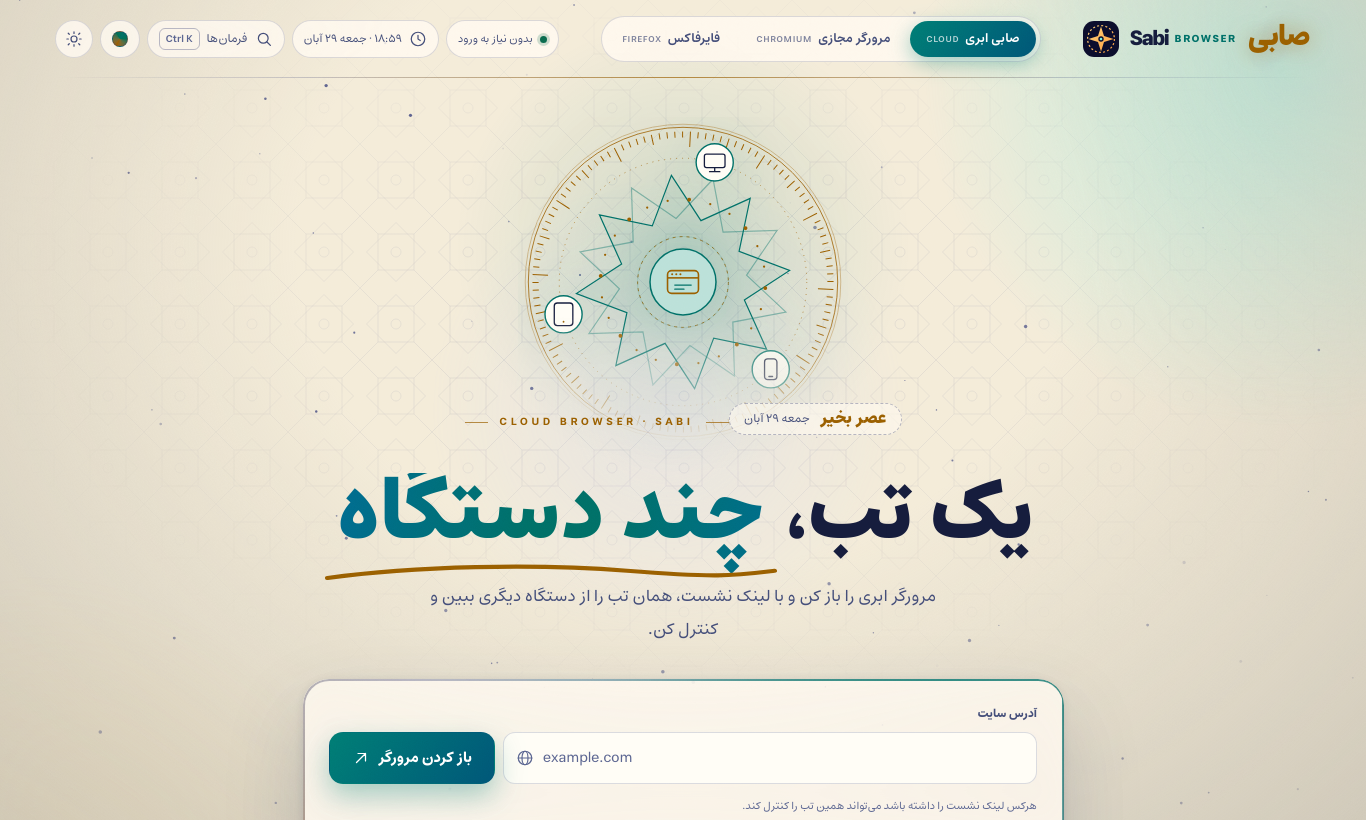 صابی Sabi BROWSER
صابی ابری CLOUD
مرورگر مجازی CHROMIUM
فایرفاکس FIREFOX
بدون نیاز به ورود
۱۸:۵۹ · جمعه ۲۹ آبان
فرمان‌ها Ctrl K
عصر بخیر جمعه ۲۹ آبان
CLOUD BROWSER · SABI
یک تب، چند دستگاه
مرورگر ابری را باز کن و با لینک نشست، همان تب را از دستگاه دیگری ببین و
کنترل کن.
آدرس سایت
example.com
باز کردن مرورگر
هرکس لینک نشست را داشته باشد می‌تواند همین تب را کنترل کند.